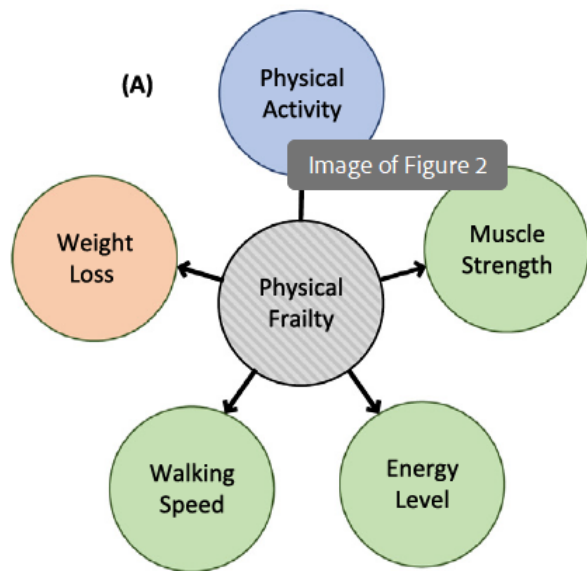 (A)
Physical
Activity
Image of Figure 2
Weight
Loss
Muscle
Strength
Physical
Frailty
Walking
Speed
Energy
Level